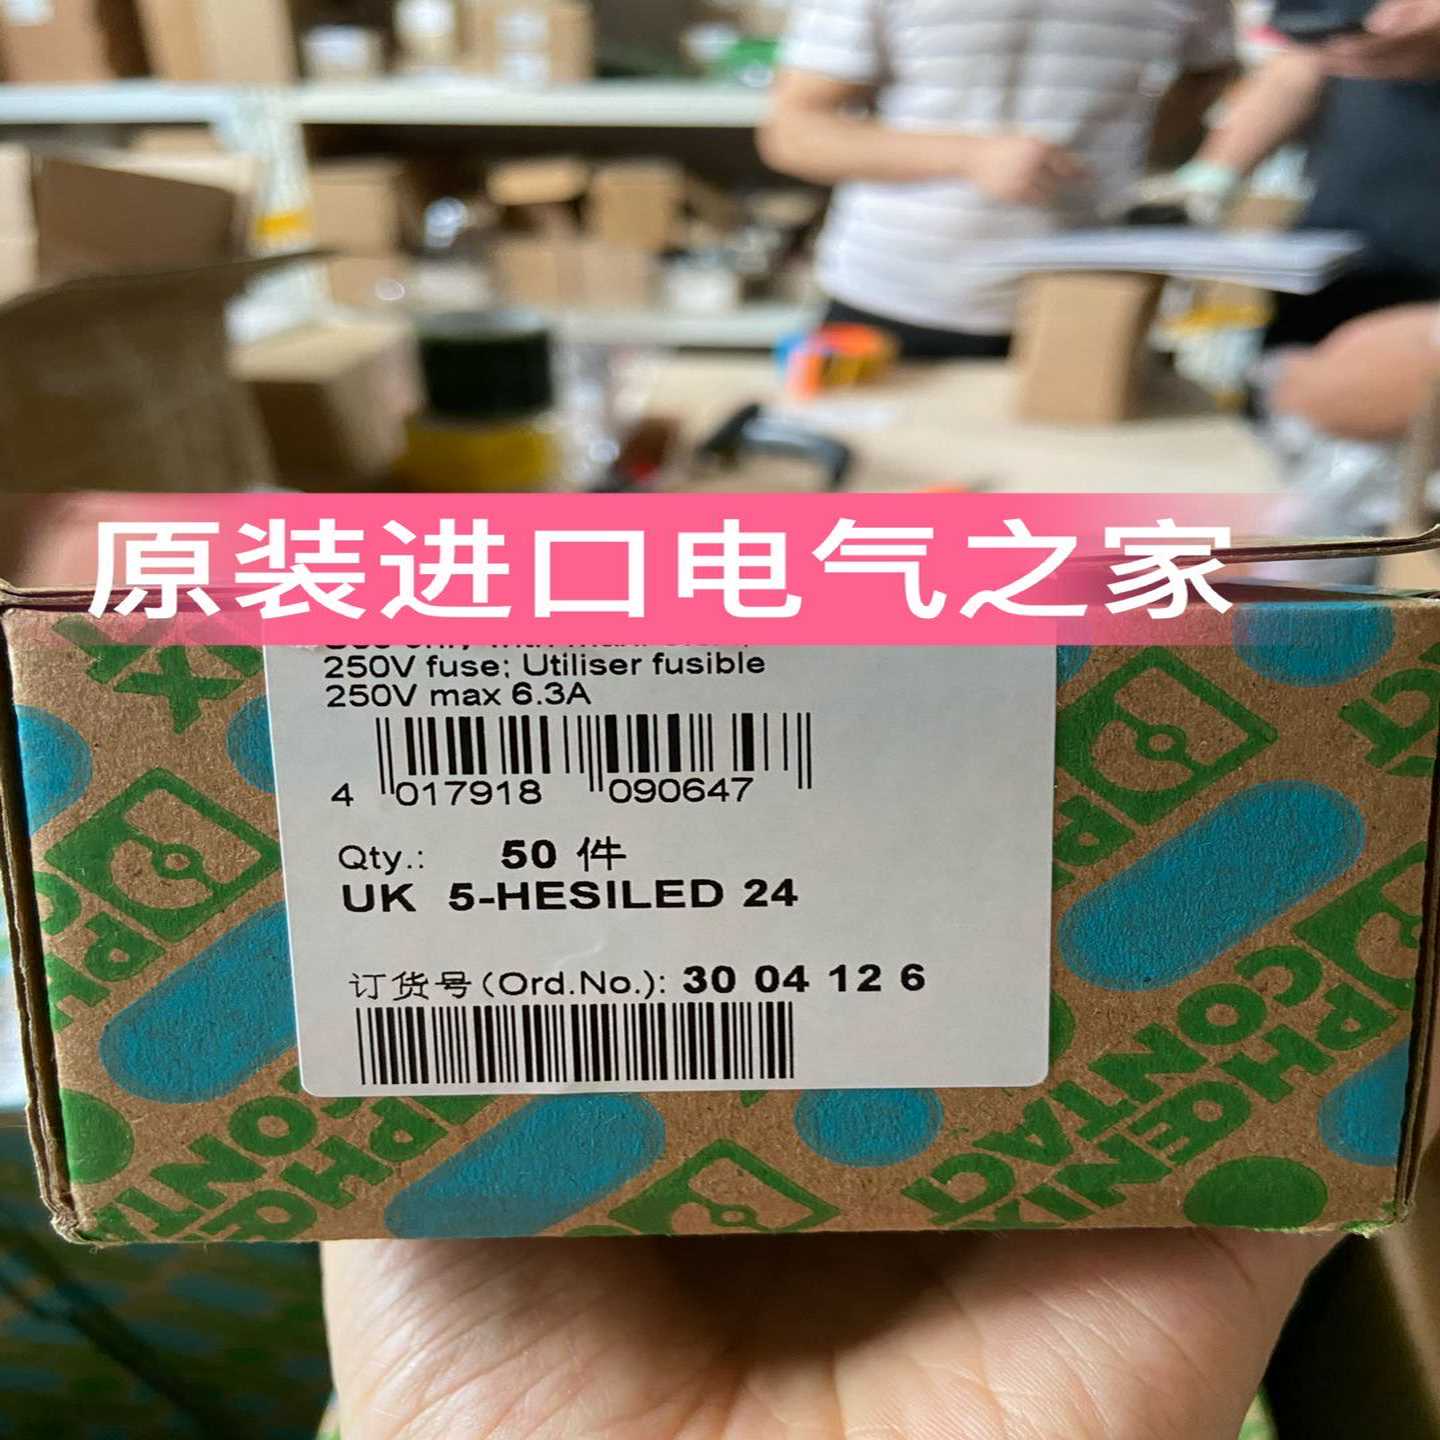 原装进口电气之家
250V fuse; Utiliser fusible
250V max 6.3A
4 017918 090647
Qty.: 50 件
UK 5-HESILED 24
订货号(Ord.No.): 30 04 12 6
PHŒNIX
CONTACT